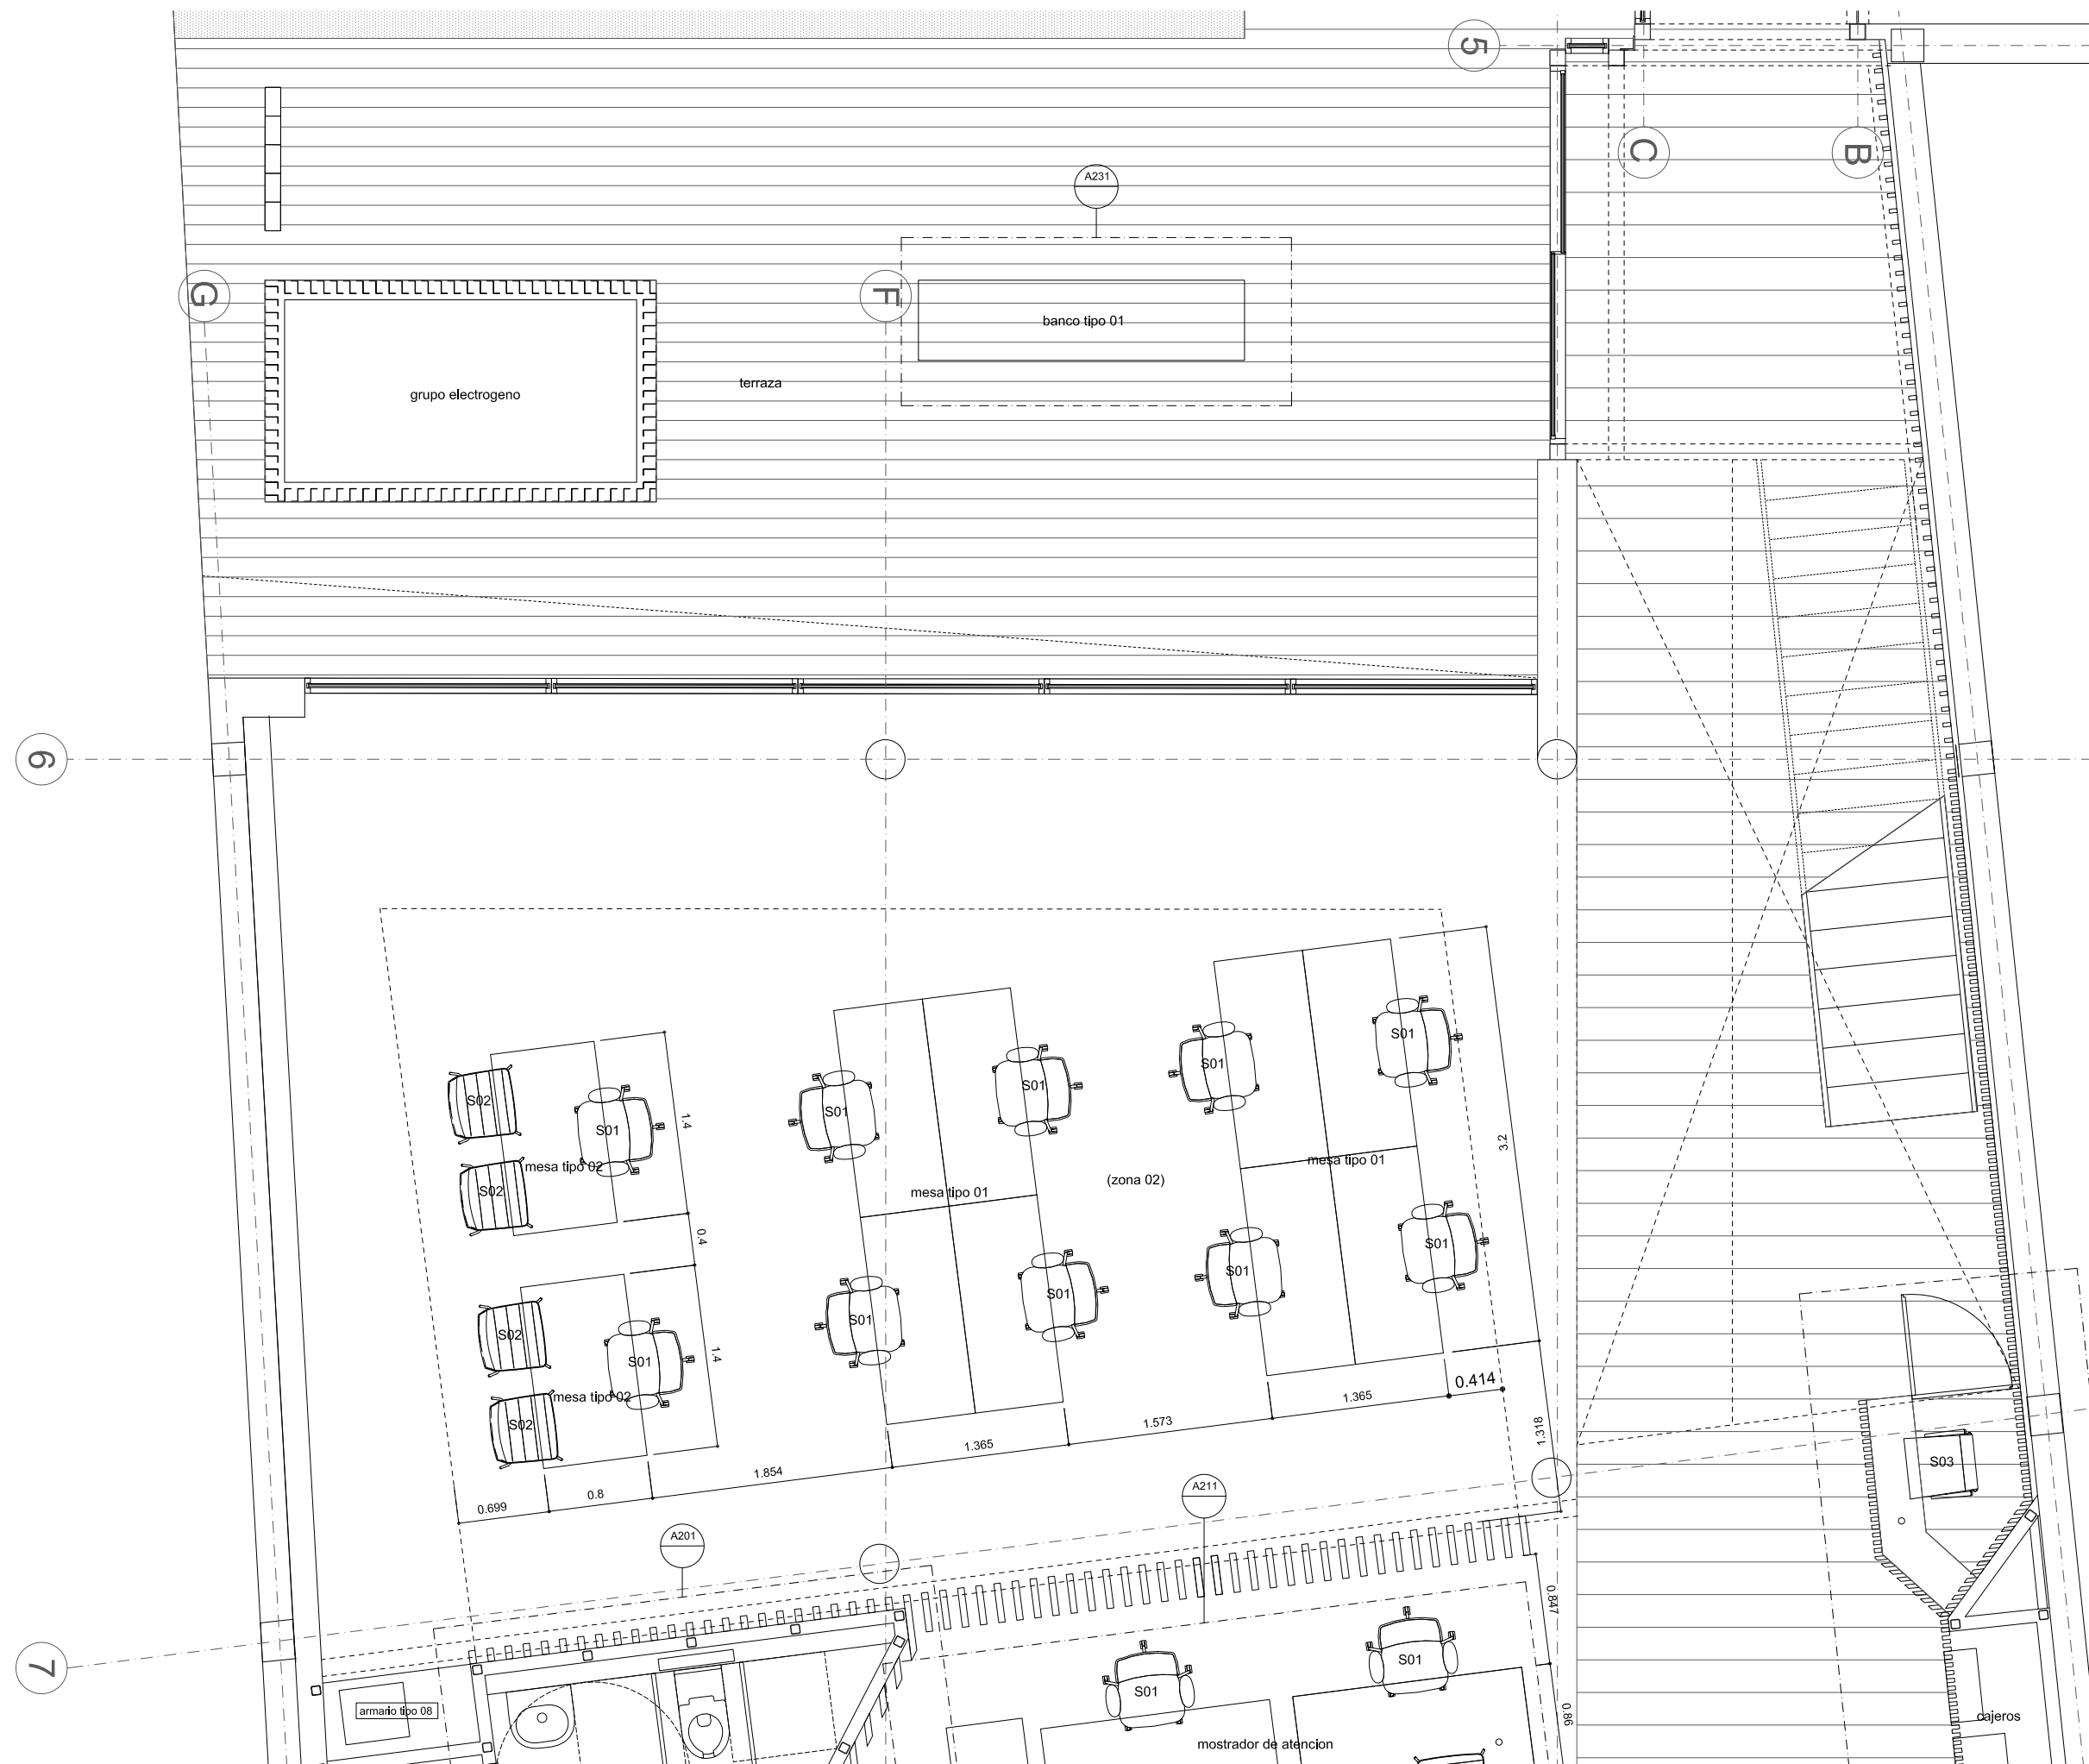 5
C
B
A231
G
F
banco tipo 01
terraza
grupo electrogeno
6
S01
S01
S01
S01
S02
S01
1.4
3.2
mesa tipo 02
mesa tipo 01
(zona 02)
mesa tipo 01
S02
0.4
S01
S01
S01
S01
S02
S01
1.4
mesa tipo 02
S02
0.414
1.365
1.573
1.365
1.854
0.8
0.699
1.318
S03
A211
A201
0.847
7
S01
S01
armario tipo 08
0.86
cajeros
mostrador de atencion